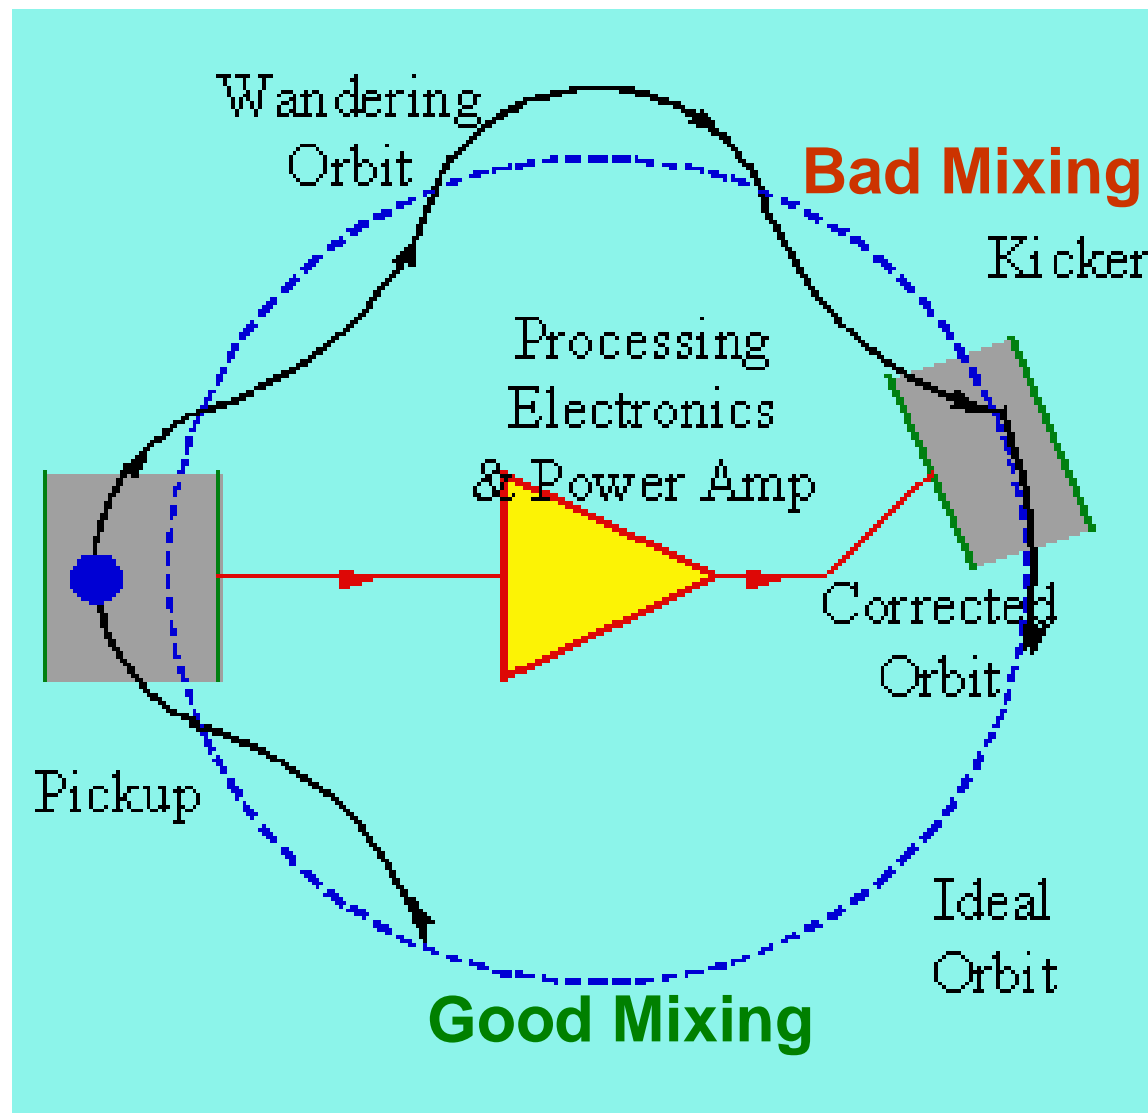 Wandering
Orbit
Bad Mixing
Kicker
Processing
Electronics
& Power Amp
Corrected
Orbit
Pickup
Ideal
Orbit
Good Mixing